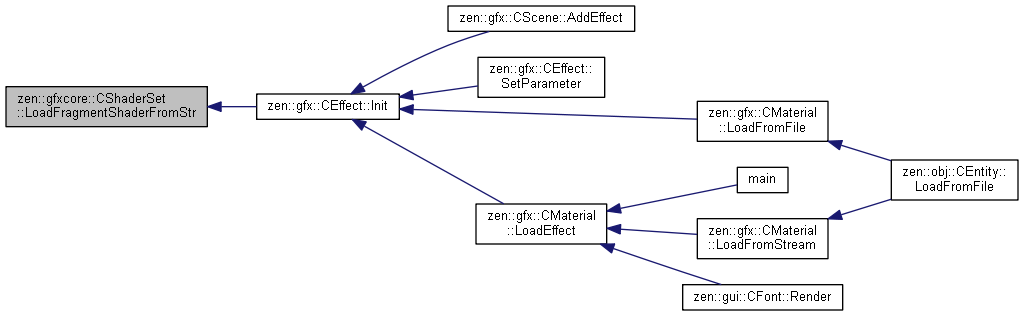 zen::gfx::CScene::AddEffect
zen::gfx::CEffect::
SetParameter
zen::gfxcore::CShaderSet
::LoadFragmentShaderFromStr
zen::gfx::CEffect::Init
zen::gfx::CMaterial
::LoadFromFile
main
zen::obj::CEntity::
LoadFromFile
zen::gfx::CMaterial
::LoadEffect
zen::gfx::CMaterial
::LoadFromStream
zen::gui::CFont::Render